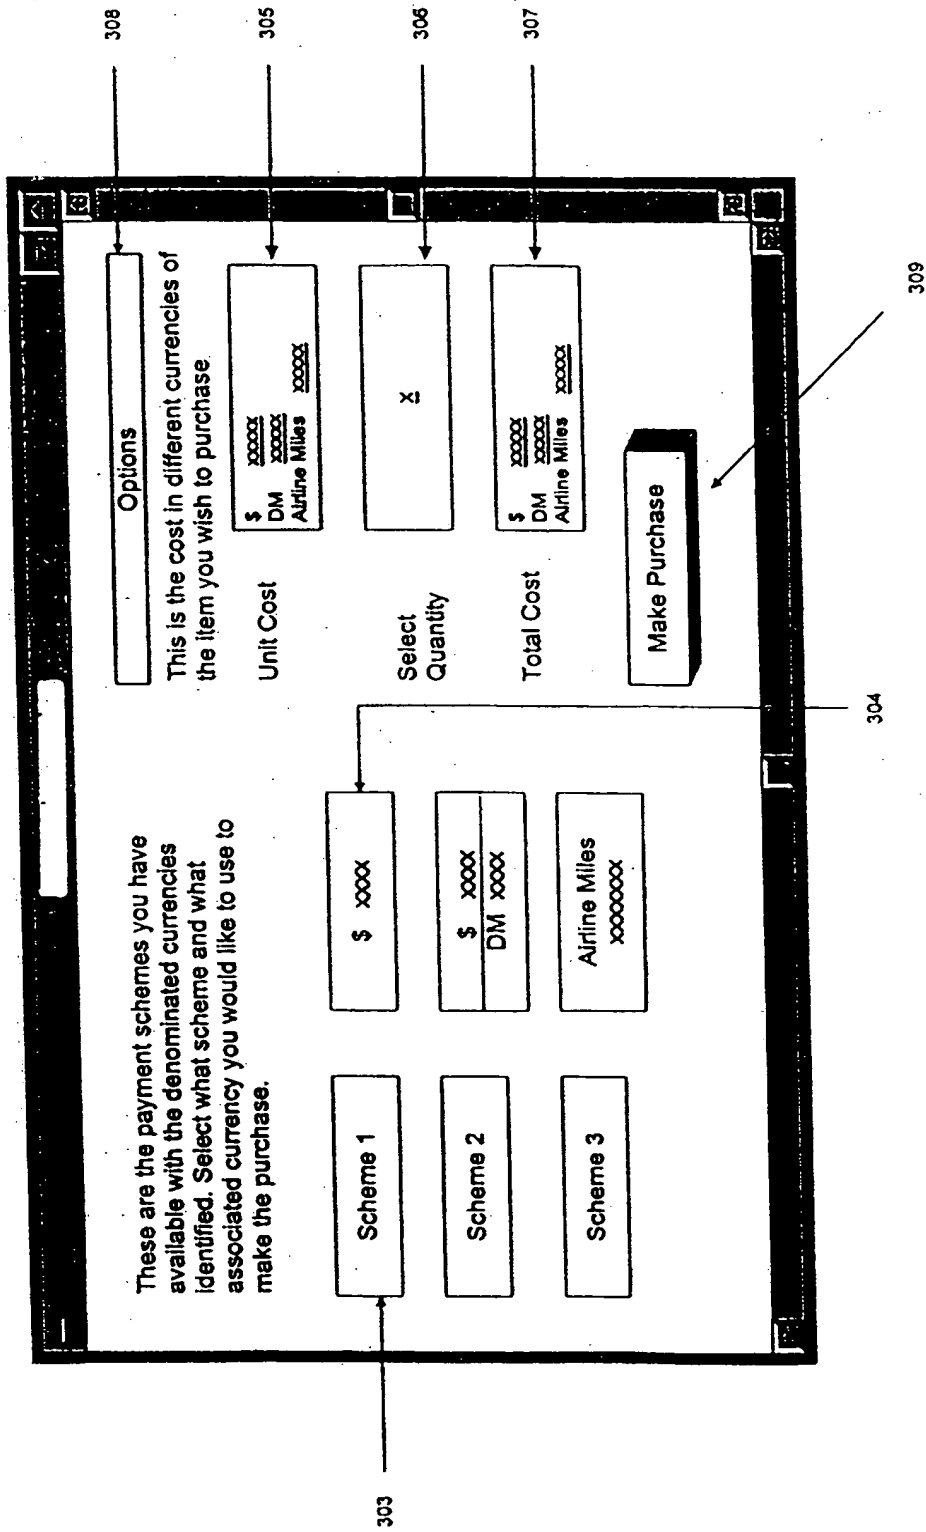 308
305
306
307
Options
This is the cost in different currencies of
the item you wish to purchase
Unit Cost
$ xxxxx
DM xxxxx
Airline Miles xxxxx
Select
Quantity
x
Total Cost
$ xxxxx
DM xxxxx
Airline Miles xxxxx
Make Purchase
309
304
These are the payment schemes you have
available with the denominated currencies
identified. Select what scheme and what
associated currency you would like to use to
make the purchase.
Scheme 1
$ xxxx
Scheme 2
$ xxxx
DM xxxx
Scheme 3
Airline Miles
xxxxxxx
303